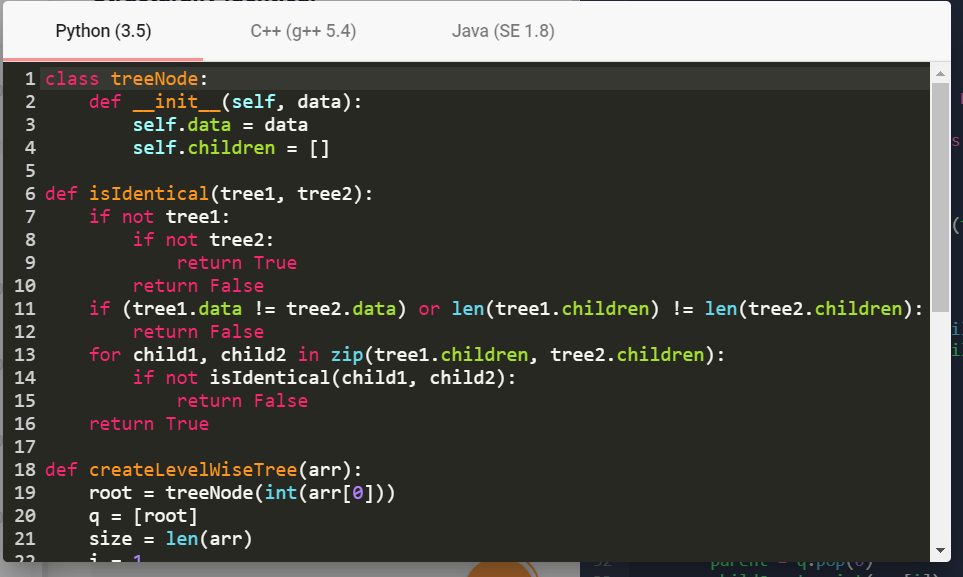 Python (3.5) C++ (g++ 5.4) Java (SE 1.8)
1 class treeNode:
2     def __init__(self, data):
3         self.data = data
4         self.children = []
5
6 def isIdentical(tree1, tree2):
7     if not tree1:
8         if not tree2:
9             return True
10         return False
11     if (tree1.data != tree2.data) or len(tree1.children) != len(tree2.children):
12         return False
13     for child1, child2 in zip(tree1.children, tree2.children):
14         if not isIdentical(child1, child2):
15             return False
16     return True
17
18 def createLevelWiseTree(arr):
19     root = treeNode(int(arr[0]))
20     q = [root]
21     size = len(arr)
22     i = 1
parent = q.pop(0)